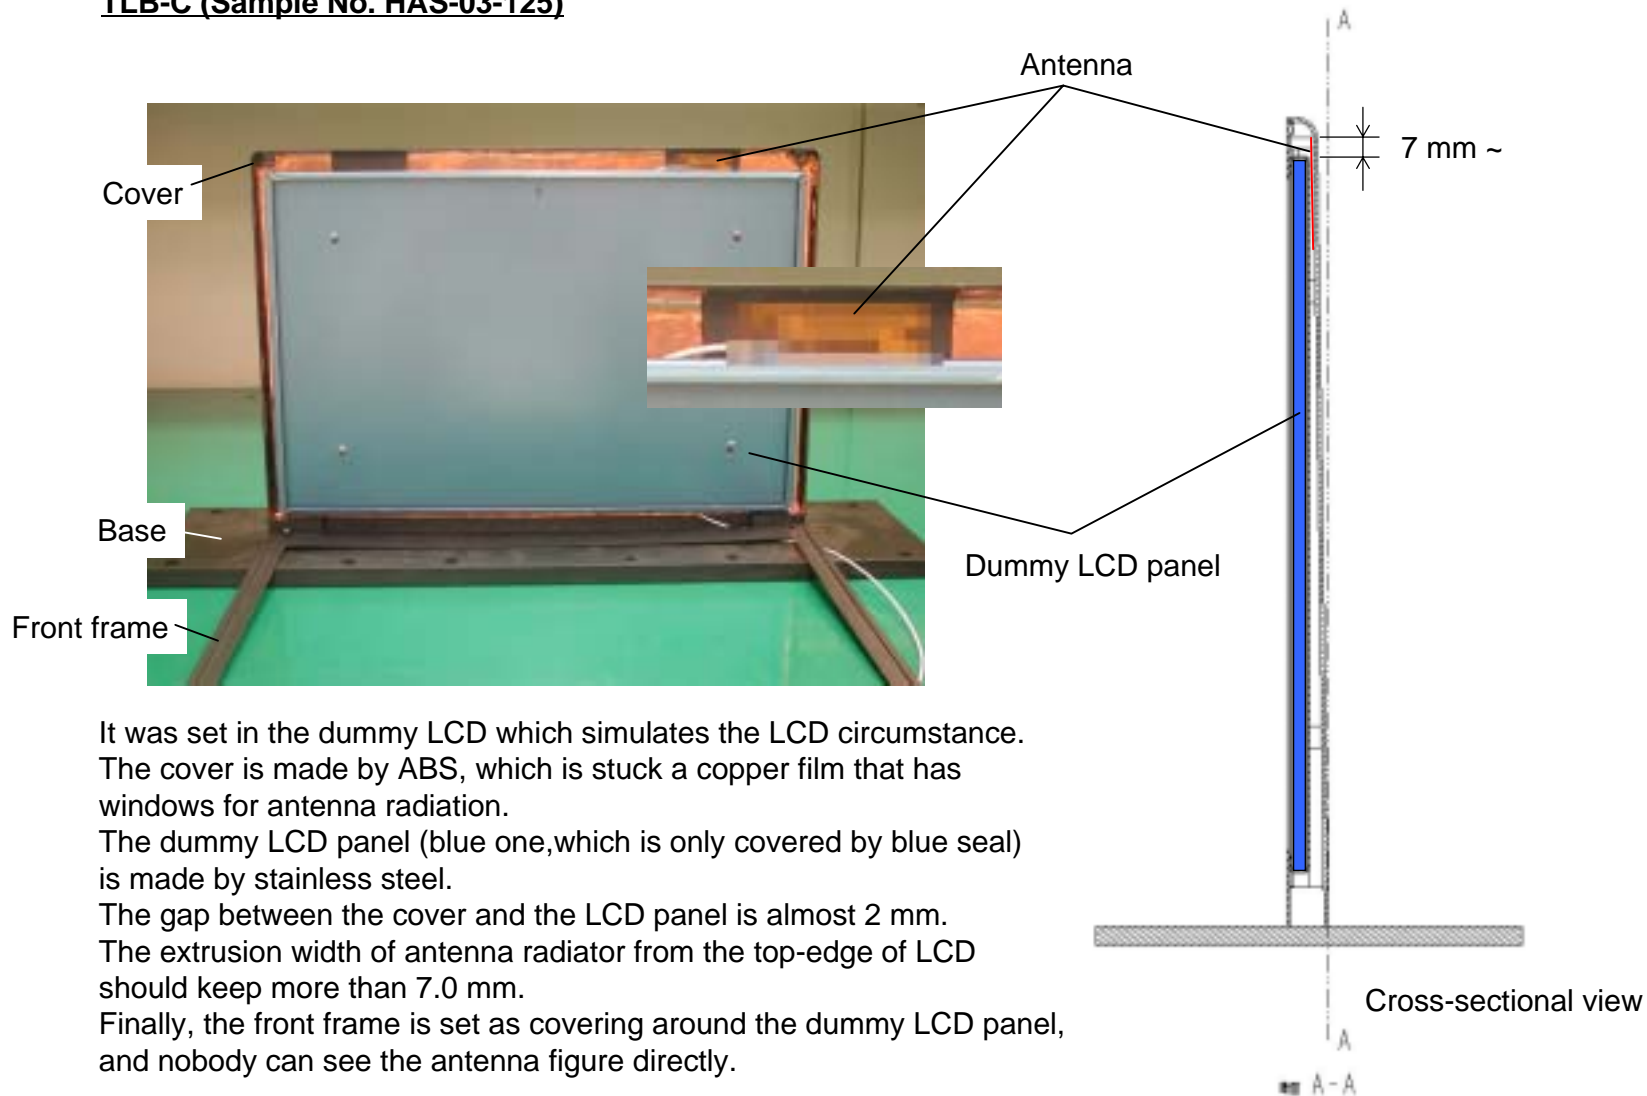 TLB-C (Sample No. HAS-03-125)
A
Antenna
7 mm ~
Cover
Base
Dummy LCD panel
Front frame
It was set in the dummy LCD which simulates the LCD circumstance.
The cover is made by ABS, which is stuck a copper film that has
windows for antenna radiation.
The dummy LCD panel (blue one,which is only covered by blue seal)
is made by stainless steel.
The gap between the cover and the LCD panel is almost 2 mm.
The extrusion width of antenna radiator from the top-edge of LCD
should keep more than 7.0 mm.
Finally, the front frame is set as covering around the dummy LCD panel,
and nobody can see the antenna figure directly.
Cross-sectional view
A
A-A